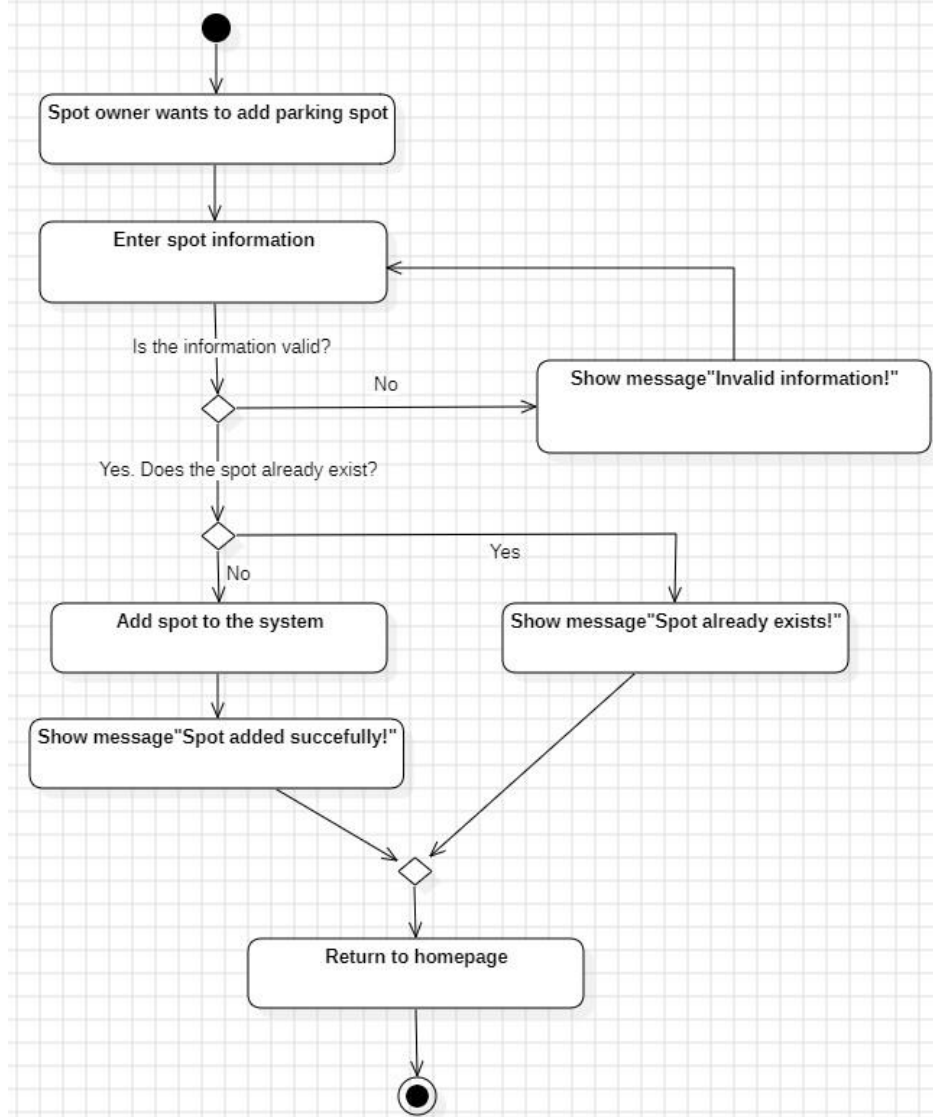 Spot owner wants to add parking spot
Enter spot information
Is the information valid?
No
Show message"Invalid information!"
Yes. Does the spot already exist?
Yes
No
Add spot to the system
Show message"Spot already exists!"
Show message"Spot added succefully!"
Return to homepage